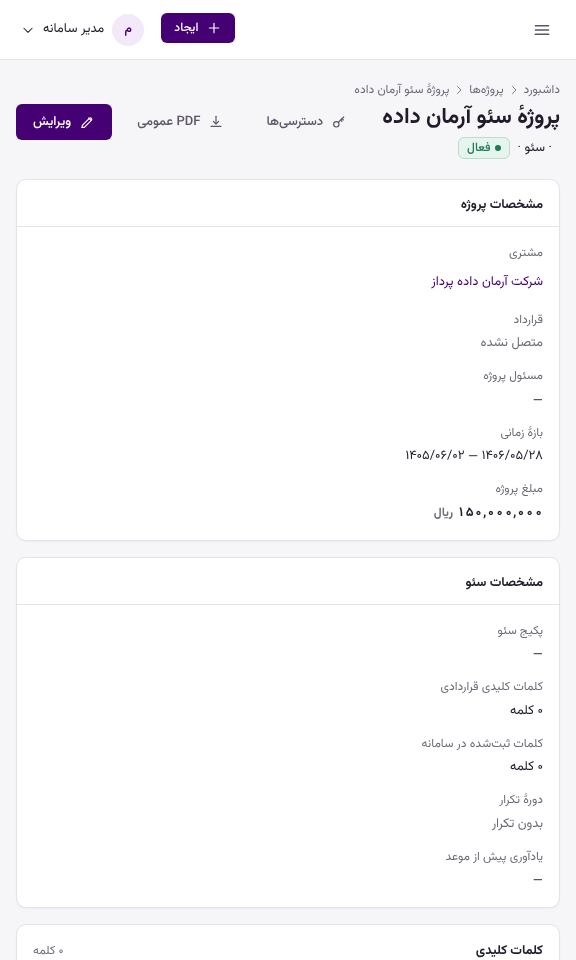 ایجاد
مدیر سامانه م
داشبورد > پروژه‌ها > پروژهٔ سئو آرمان داده
پروژهٔ سئو آرمان داده
دسترسی‌ها
PDF عمومی
ویرایش
· سئو · فعال
مشخصات پروژه
مشتری
شرکت آرمان داده پرداز
قرارداد
متصل نشده
مسئول پروژه
—
بازهٔ زمانی
۱۴۰۶/۰۵/۲۸ — ۱۴۰۵/۰۶/۰۲
مبلغ پروژه
۱۵۰,۰۰۰,۰۰۰ ریال
مشخصات سئو
پکیج سئو
—
کلمات کلیدی قراردادی
۰ کلمه
کلمات ثبت‌شده در سامانه
۰ کلمه
دورهٔ تکرار
بدون تکرار
یادآوری پیش از موعد
—
کلمات کلیدی
۰ کلمه